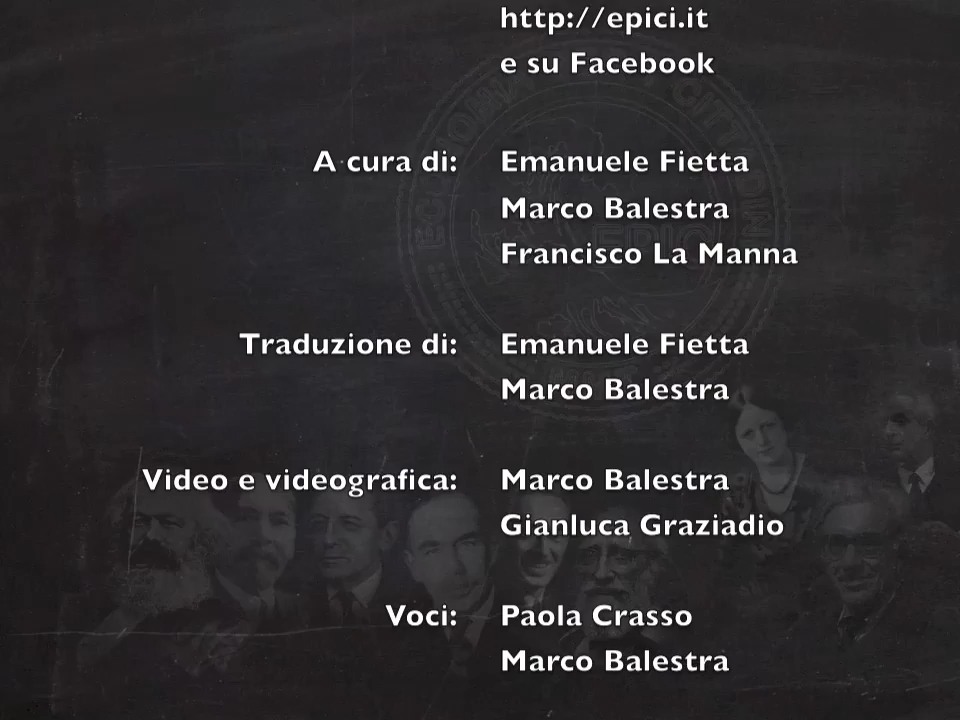 http://epici.it
e su Facebook
A cura di: Emanuele Fietta
Marco Balestra
Francisco La Manna
Traduzione di: Emanuele Fietta
Marco Balestra
Video e videografica: Marco Balestra
Gianluca Graziadio
Voci: Paola Crasso
Marco Balestra
EPIC